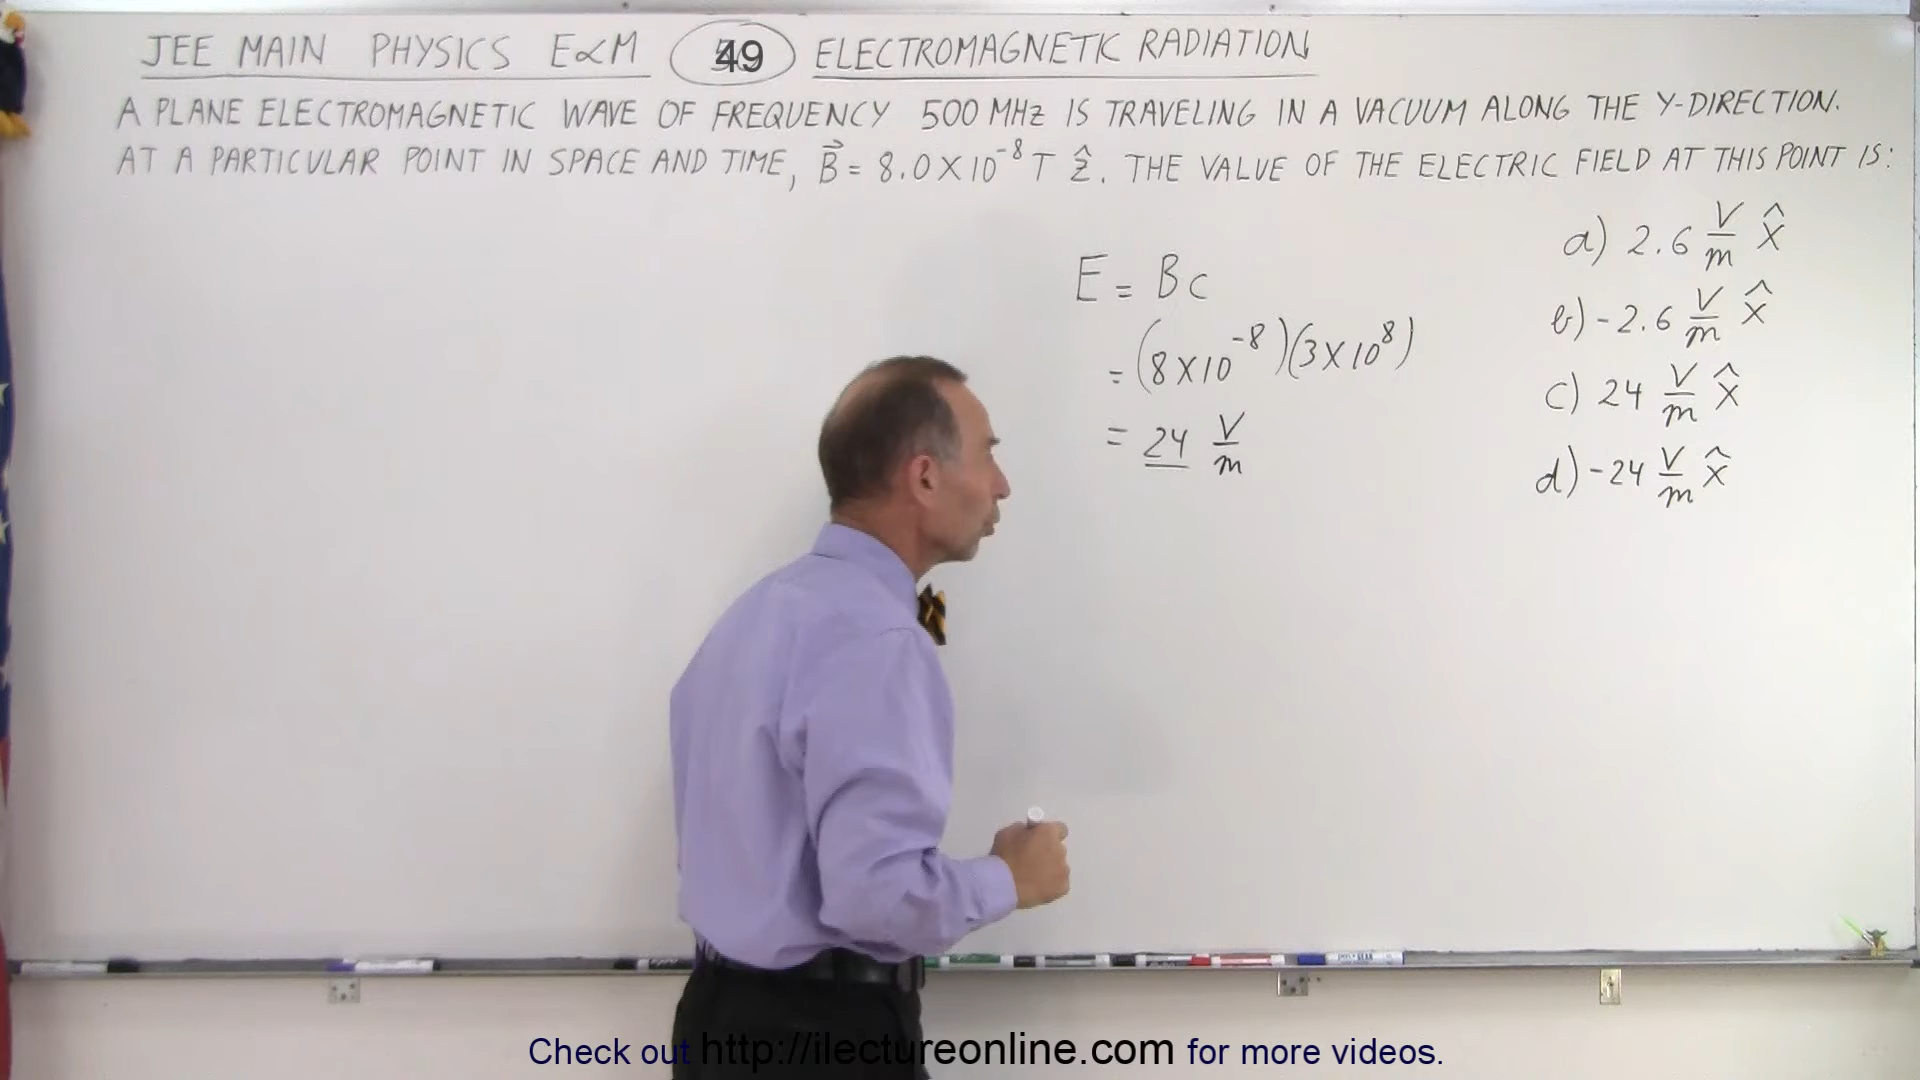 JEE MAIN PHYSICS E&M 49 ELECTROMAGNETIC RADIATION
A PLANE ELECTROMAGNETIC WAVE OF FREQUENCY 500 MHz IS TRAVELING IN A VACUUM ALONG THE Y-DIRECTION.
AT A PARTICULAR POINT IN SPACE AND TIME, B⃗ = 8.0 X 10⁻⁸ T ẑ. THE VALUE OF THE ELECTRIC FIELD AT THIS POINT IS:
E = Bc
= (8 X 10⁻⁸)(3 X 10⁸)
= 24 V/m
a) 2.6 V/m x̂
b) -2.6 V/m x̂
c) 24 V/m x̂
d) -24 V/m x̂
Check out http://ilectureonline.com for more videos.